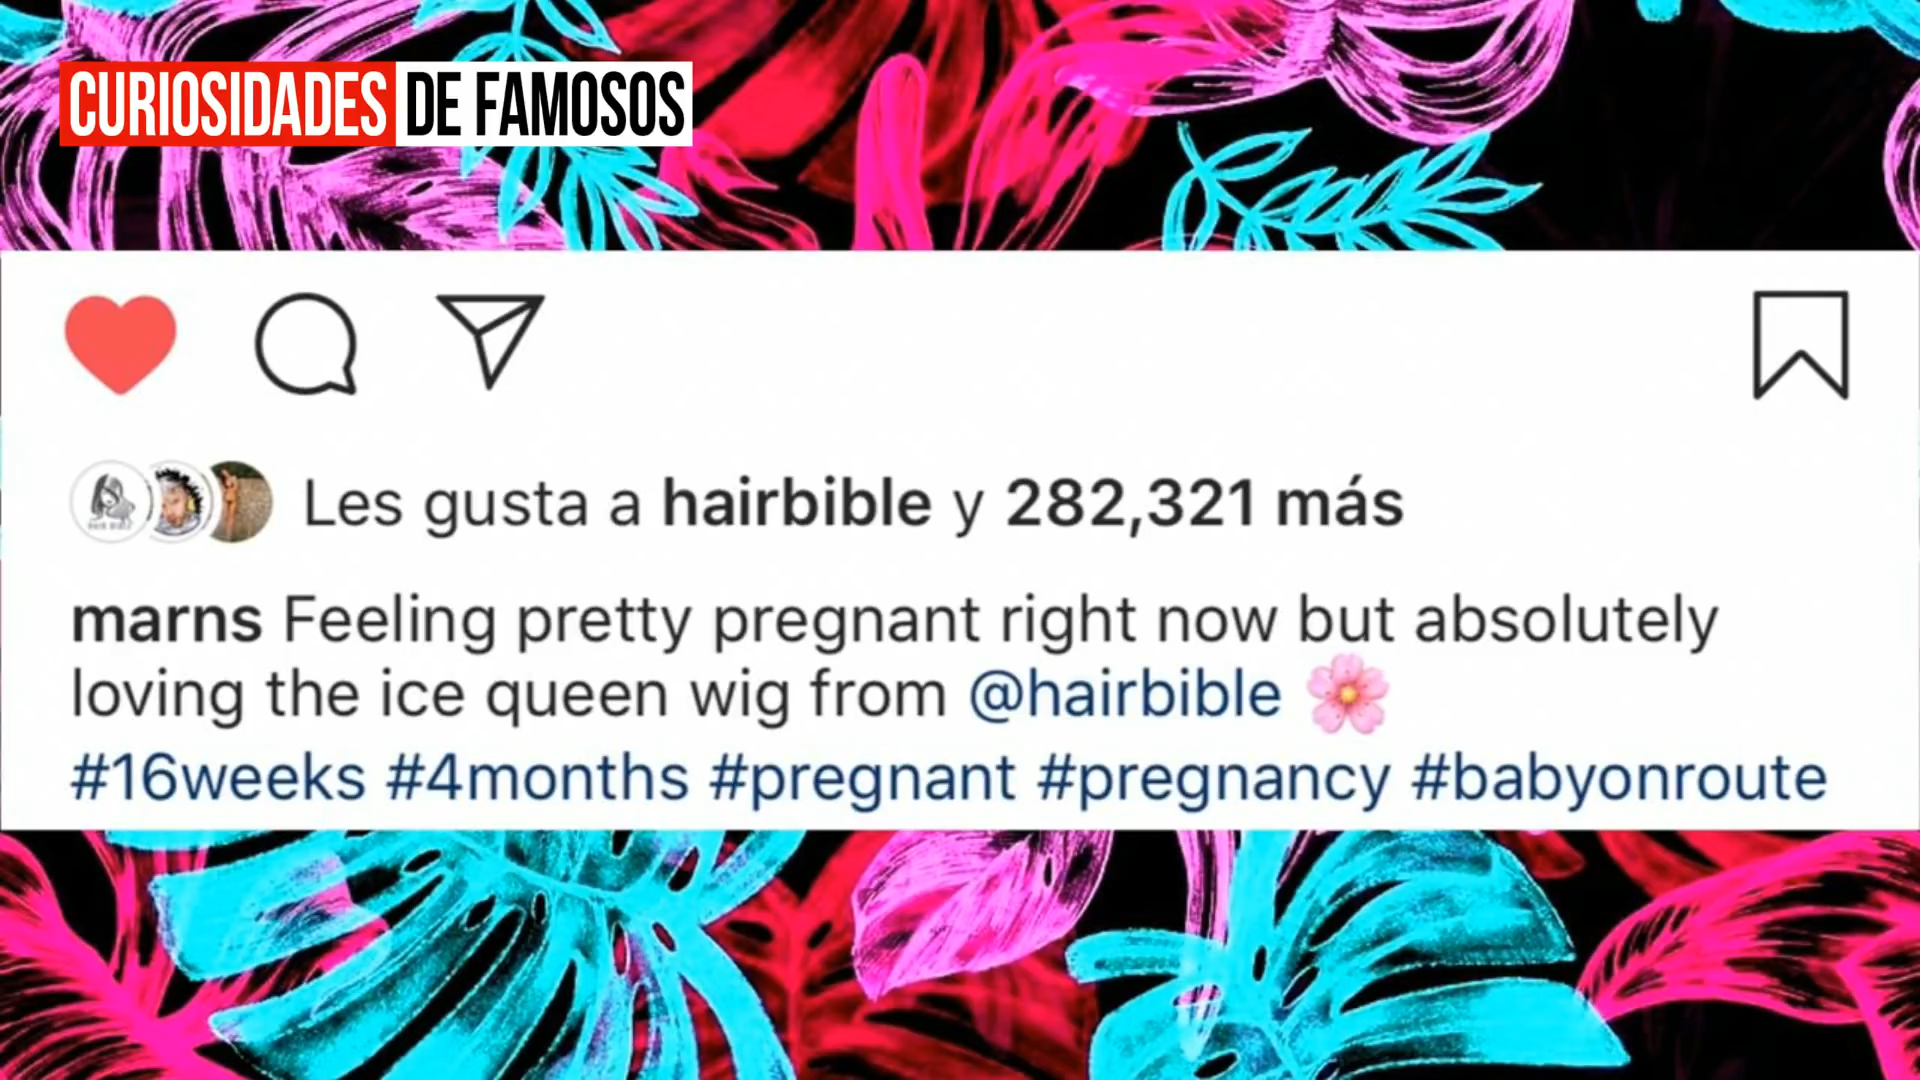 CURIOSIDADES DE FAMOSOS
Les gusta a hairbible y 282,321 más
marns Feeling pretty pregnant right now but absolutely
loving the ice queen wig from @hairbible 🌸
#16weeks #4months #pregnant #pregnancy #babyonroute